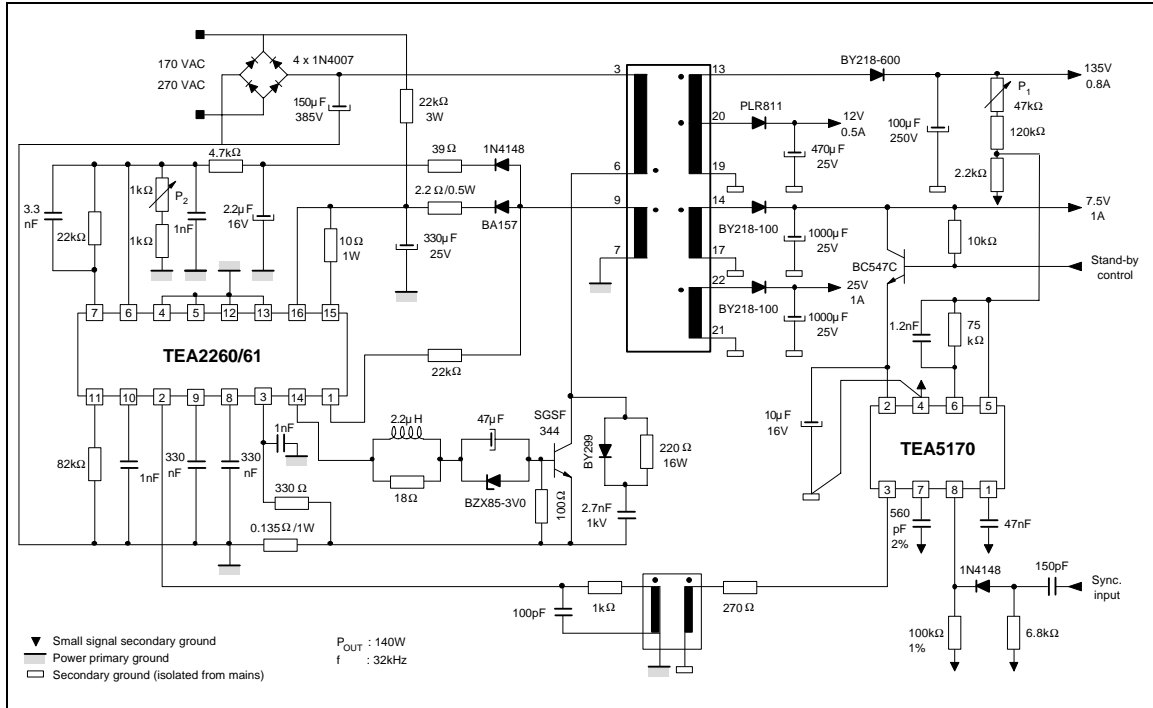 170 VAC
270 VAC
4 x 1N4007
150µF
385V
22kΩ
3W
3
6
9
7
13
20
19
14
17
22
21
BY218-600
135V
0.8A
P1
47kΩ
120kΩ
2.2kΩ
100µF
250V
PLR811
12V
0.5A
470µF
25V
4.7kΩ
39Ω
1N4148
2.2 Ω/0.5W
BA157
3.3
nF
22kΩ
1kΩ
P2
1kΩ
1nF
2.2µF
16V
10Ω
1W
330µF
25V
BY218-100
1000µF
25V
7.5V
1A
10kΩ
BC547C
Stand-by
control
25V
1A
BY218-100
1000µF
25V
1.2nF
75
kΩ
7
6
4
5
12
13
16
15
TEA2260/61
11
10
2
9
8
3
14
1
22kΩ
82kΩ
1nF
330
nF
330
nF
1nF
330 Ω
0.135Ω/1W
2.2µH
18Ω
47µF
BZX85-3V0
SGSF
344
100Ω
BY299
220Ω
16W
2.7nF
1kV
10µF
16V
2
4
6
5
TEA5170
3
7
8
1
560
pF
2%
47nF
1N4148
150pF
Sync.
input
100kΩ
1%
6.8kΩ
100pF
1kΩ
270Ω
Small signal secondary ground
Power primary ground
Secondary ground (isolated from mains)
POUT : 140W
f : 32kHz